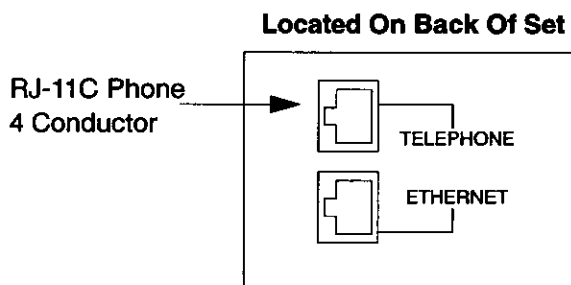 Located On Back Of Set
RJ-11C Phone
4 Conductor
TELEPHONE
ETHERNET